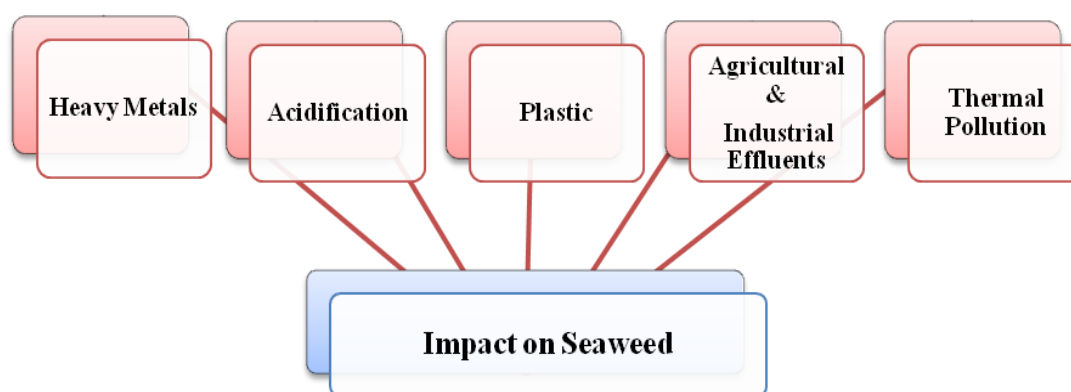 Heavy Metals
Acidification
Plastic
Agricultural
&
Industrial
Effluents
Thermal
Pollution
Impact on Seaweed